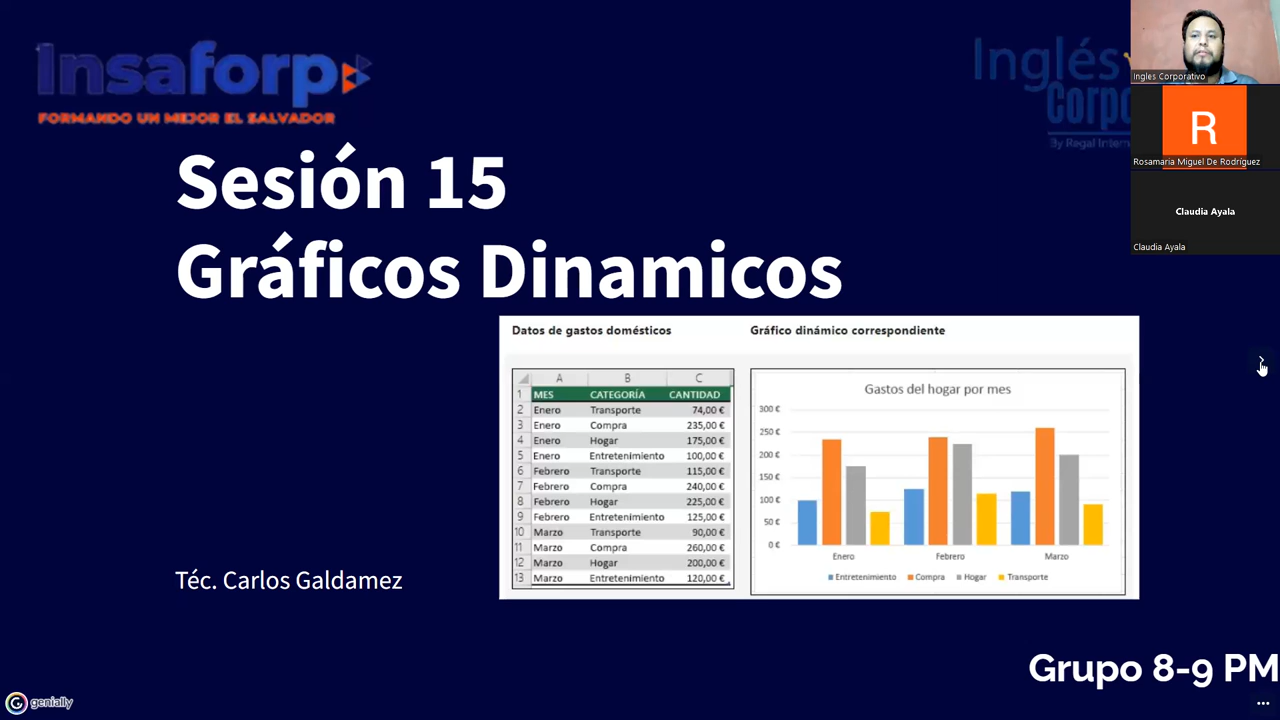 Insaforp
FORMANDO UN MEJOR EL SALVADOR
Inglés
Corpo
By Regal Intern
Sesión 15
Gráficos Dinamicos
Téc. Carlos Galdamez
Datos de gastos domésticos
A B C
1 MES CATEGORÍA CANTIDAD
2 Enero Transporte 74,00 €
3 Enero Compra 235,00 €
4 Enero Hogar 175,00 €
5 Enero Entretenimiento 100,00 €
6 Febrero Transporte 115,00 €
7 Febrero Compra 240,00 €
8 Febrero Hogar 225,00 €
9 Febrero Entretenimiento 125,00 €
10 Marzo Transporte 90,00 €
11 Marzo Compra 260,00 €
12 Marzo Hogar 200,00 €
13 Marzo Entretenimiento 120,00 €
Gráfico dinámico correspondiente
Gastos del hogar por mes
300 €
250 €
200 €
150 €
100 €
50 €
0 €
Enero Febrero Marzo
Entretenimiento Compra Hogar Transporte
Grupo 8-9 PM
genially
Ingles Corporativo
R
Rosamaria Miguel De Rodríguez
Claudia Ayala
Claudia Ayala